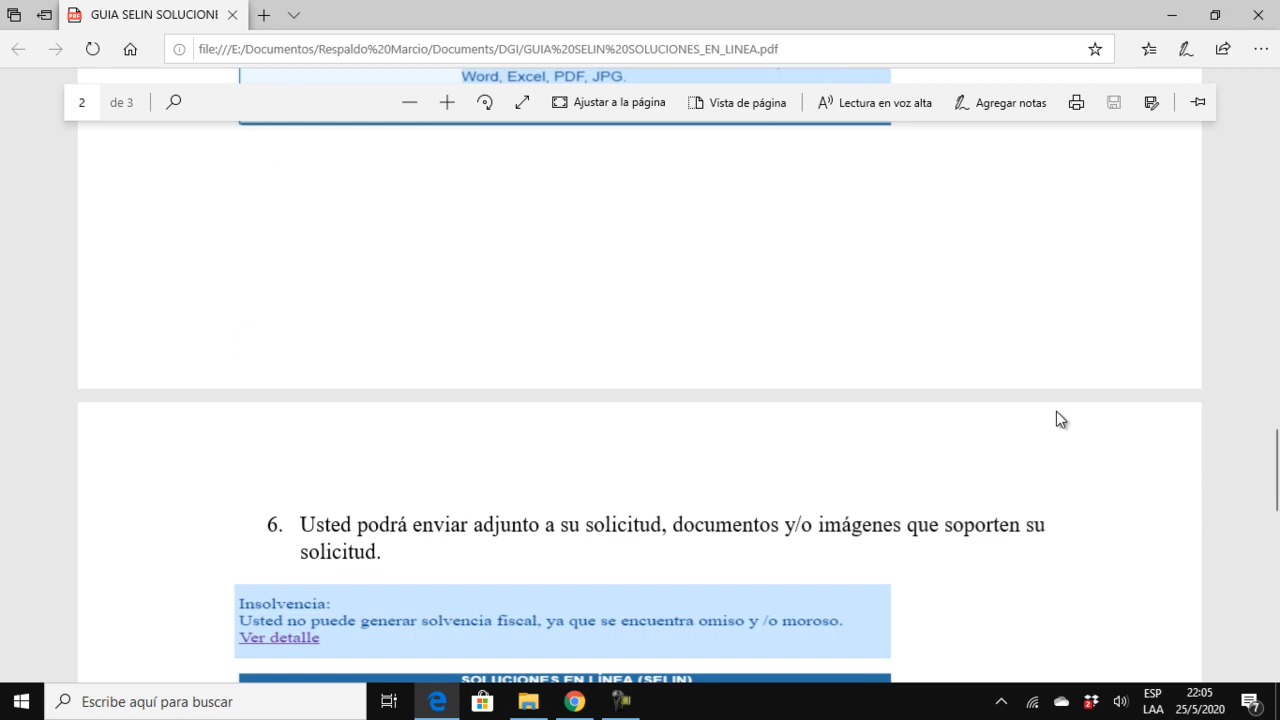 GUIA SELIN SOLUCIONE
file:///E:/Documentos/Respaldo%20Marcio/Documents/DGI/GUIA%20SELIN%20SOLUCIONES_EN_LINEA.pdf
Word, Excel, PDF, JPG.
2 de 3
Ajustar a la página
Vista de página
Lectura en voz alta
Agregar notas
6. Usted podrá enviar adjunto a su solicitud, documentos y/o imágenes que soporten su
solicitud.
Insolvencia:
Usted no puede generar solvencia fiscal, ya que se encuentra omiso y /o moroso.
Ver detalle
SOLUCIONES EN LÍNEA (SELIN)
Escribe aquí para buscar
2
ESP
LAA
22:05
25/5/2020
7